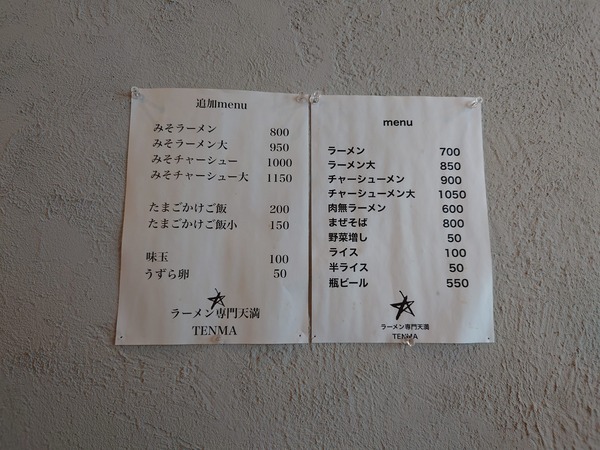 追加menu
みそラーメン 800
みそラーメン大 950
みそチャーシュー 1000
みそチャーシュー大 1150
たまごかけご飯 200
たまごかけご飯小 150
味玉 100
うずら卵 50
ラーメン専門天満
TENMA
menu
ラーメン 700
ラーメン大 850
チャーシューメン 900
チャーシューメン大 1050
肉無ラーメン 600
まぜそば 800
野菜増し 50
ライス 100
半ライス 50
瓶ビール 550
ラーメン専門天満
TENMA